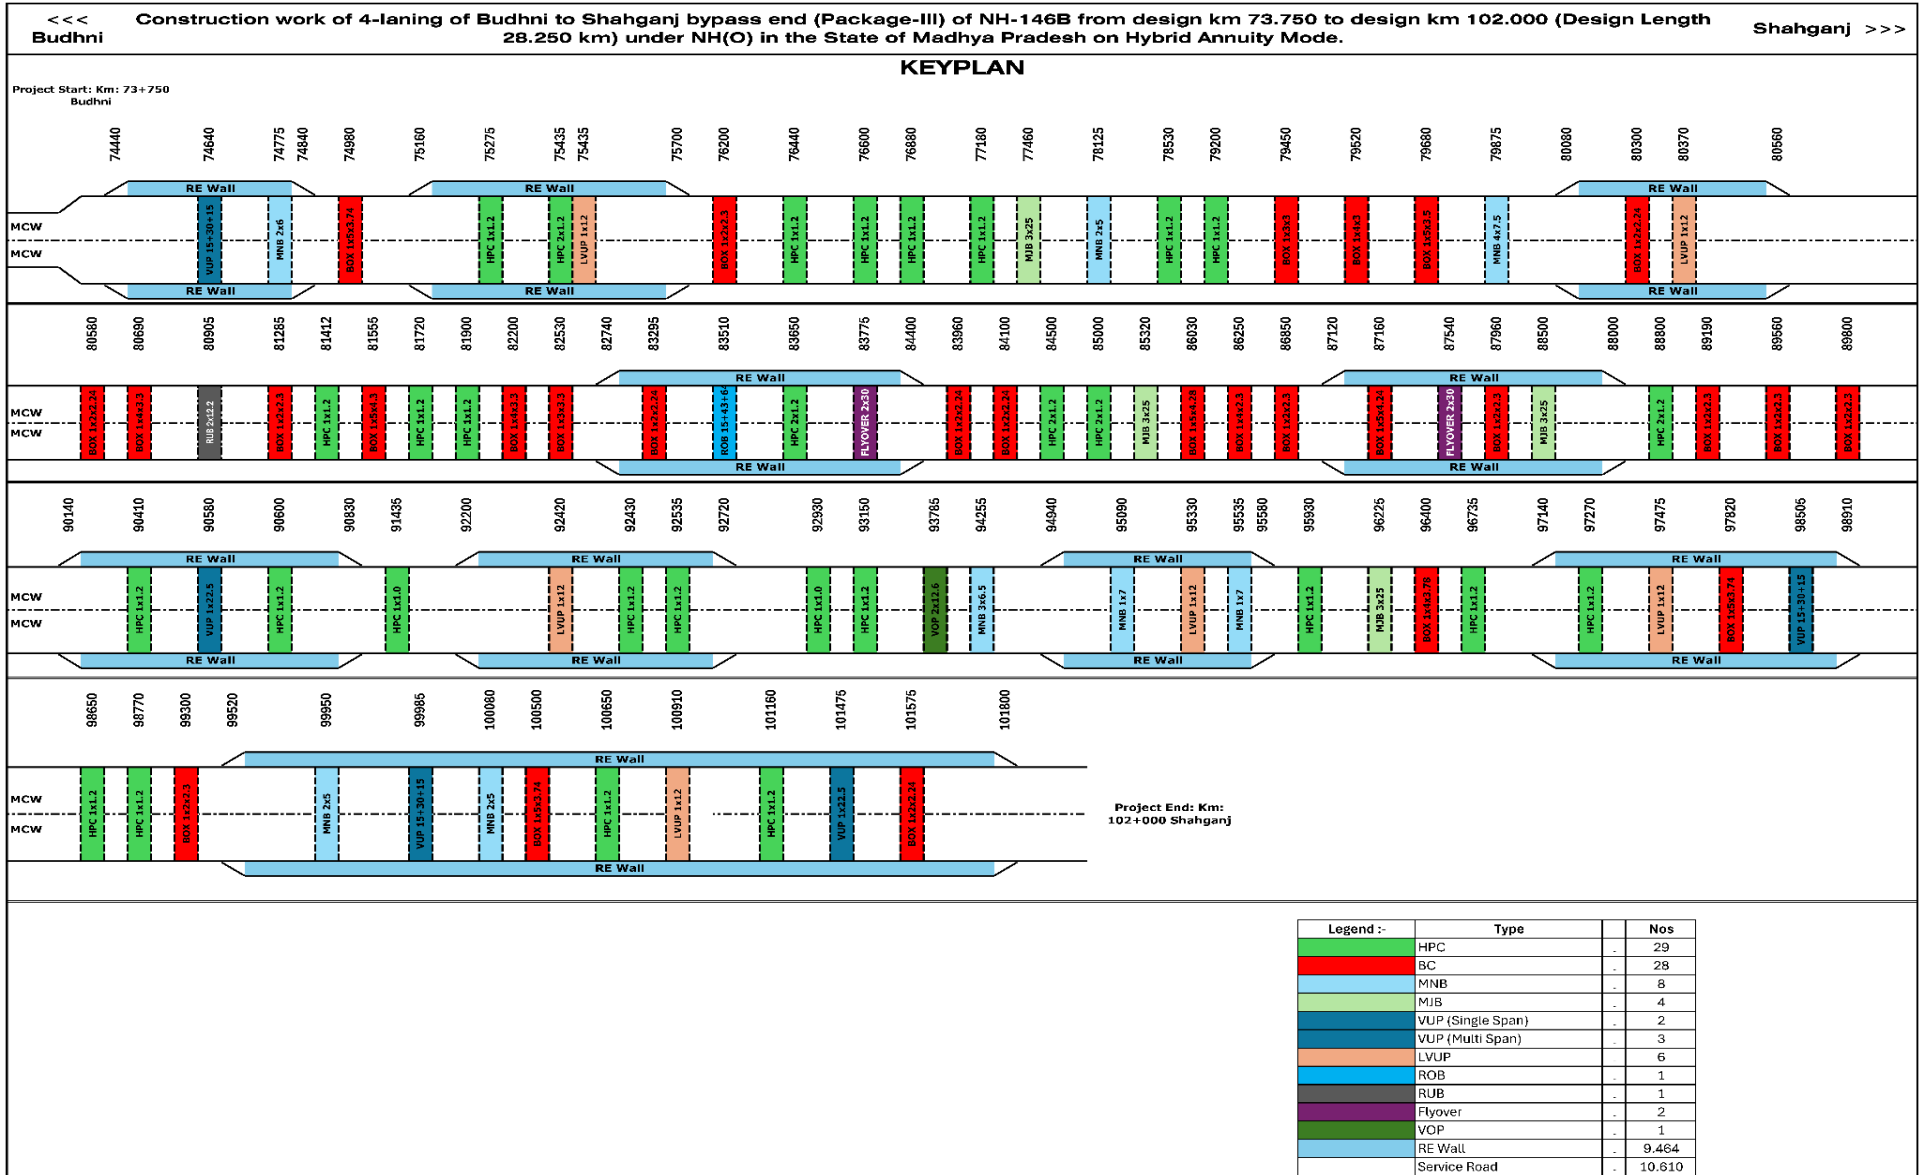 <<< Budhni
Construction work of 4-laning of Budhni to Shahganj bypass end (Package-III) of NH-146B from design km 73.750 to design km 102.000 (Design Length
28.250 km) under NH(O) in the State of Madhya Pradesh on Hybrid Annuity Mode.
Shahganj >>>
KEYPLAN
Project Start: Km: 73+750
Budhni
74440 74640 74775 74840 74980 75160 75275 75435 75435 75700 76200 76440 76600 76880 77180 77460 78125 78530 79200 79450 79520 79680 79875 80080 80300 80370 80560
RE Wall RE Wall RE Wall
MCW
MCW
VUP 15+30+15 MNB 2x6 BOX 1x5x3.74 HPC 1x1.2 HPC 2x1.2 LVUP 1x12 BOX 1x2x2.3 HPC 1x1.2 HPC 1x1.2 HPC 1x1.2 HPC 1x1.2 MJB 3x25 MNB 2x5 HPC 1x1.2 HPC 1x1.2 BOX 1x3x3 BOX 1x4x3 BOX 1x5x3.5 MNB 4x7.5 BOX 1x2x2.24 LVUP 1x12
RE Wall RE Wall RE Wall
80580 80690 80905 81285 81412 81555 81720 81900 82200 82530 82740 83295 83510 83650 83775 84400 83960 84100 84500 85000 85320 86030 86250 86850 87120 87160 87540 87960 88500 88000 88800 89190 89560 89800
RE Wall RE Wall
MCW
MCW
BOX 1x2x2.24 BOX 1x4x3.3 RUB 2x12.2 BOX 1x2x2.3 HPC 1x1.2 BOX 1x5x4.3 HPC 1x1.2 HPC 1x1.2 BOX 1x4x3.3 BOX 1x3x3.3 BOX 1x2x2.24 ROB 15+43+6 HPC 2x1.2 FLYOVER 2x30 BOX 1x2x2.24 BOX 1x2x2.24 HPC 2x1.2 HPC 2x1.2 MJB 3x25 BOX 1x5x4.28 BOX 1x4x2.3 BOX 1x2x2.3 BOX 1x5x4.24 FLYOVER 2x30 BOX 1x2x2.3 MJB 3x25 HPC 2x1.2 BOX 1x2x2.3 BOX 1x2x2.3 BOX 1x2x2.3
RE Wall RE Wall
90140 90410 90580 90600 90830 91435 92200 92420 92430 92535 92720 92930 93150 93785 94255 94940 95090 95330 95535 95580 95930 96225 96400 96735 97140 97270 97475 97820 98505 98910
RE Wall RE Wall RE Wall RE Wall
MCW
MCW
HPC 1x1.2 VUP 1x22.5 HPC 1x1.2 HPC 1x1.0 LVUP 1x12 HPC 1x1.2 HPC 1x1.2 HPC 1x1.0 HPC 1x1.2 VOP 2x12.6 MNB 3x6.5 MNB 1x7 LVUP 1x12 MNB 1x7 HPC 1x1.2 MJB 3x25 BOX 1x4x3.78 HPC 1x1.2 HPC 1x1.2 LVUP 1x12 BOX 1x5x3.74 VUP 15+30+15
RE Wall RE Wall RE Wall RE Wall
98650 98770 99300 99520 99950 99985 100080 100500 100650 100910 101160 101475 101575 101800
RE Wall
MCW
MCW
HPC 1x1.2 HPC 1x1.2 BOX 1x2x2.3 MNB 2x5 VUP 15+30+15 MNB 2x5 BOX 1x5x3.74 HPC 1x1.2 LVUP 1x12 HPC 1x1.2 VUP 1x22.5 BOX 1x2x2.24
RE Wall
Project End: Km:
102+000 Shahganj
Legend :- Type Nos
HPC . 29
BC . 28
MNB . 8
MJB . 4
VUP (Single Span) . 2
VUP (Multi Span) . 3
LVUP . 6
ROB . 1
RUB . 1
Flyover . 2
VOP . 1
RE Wall . 9.464
Service Road . 10.610